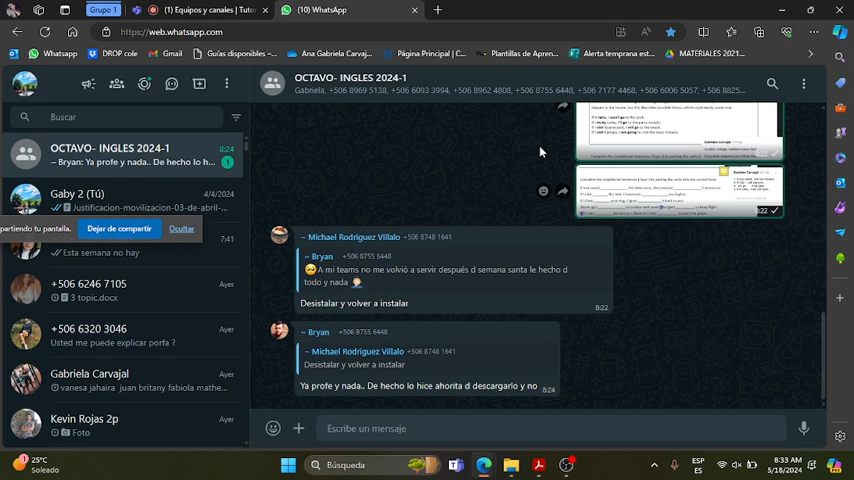 Grupo 1
(1) Equipos y canales | Tutor
(10) WhatsApp
https://web.whatsapp.com
Whatsapp
DROP cole
Gmail
Guías disponibles –...
Ana Gabriela Carvaj...
Página Principal | C...
Plantillas de Apren...
Alerta temprana est...
MATERIALES 2021...
OCTAVO- INGLES 2024-1
Gabriela, +506 8969 5138, +506 6093 3994, +506 8962 4808, +506 8755 6448, +506 7177 4468, +506 6006 5057, +506 8825...
Buscar
OCTAVO- INGLES 2024-1
8:24
~ Bryan: Ya profe y nada.. De hecho lo h...
1
Gaby 2 (Tú)
4/4/2024
Justificacion-movilizacion-03-de-abril-...
partiendo tu pantalla.
Dejar de compartir
Ocultar
7:41
Esta semana no hay
+506 6246 7105
Ayer
3 topic.docx
+506 6320 3046
Ayer
Usted me puede explicar porfa ?
Gabriela Carvajal
Ayer
vanesa jahaira juan britany fabiola mathe...
Kevin Rojas 2p
Ayer
Foto
8:22
8:22
~ Michael Rodríguez Villalo +506 8748 1641
~ Bryan +506 8755 6448
A mi teams no me volvió a servir después d semana santa le hecho d
todo y nada
Desistalar y volver a instalar
8:22
~ Bryan +506 8755 6448
~ Michael Rodríguez Villalo +506 8748 1641
Desistalar y volver a instalar
Ya profe y nada.. De hecho lo hice ahorita d descargarlo y no
8:24
Escribe un mensaje
25°C
Soleado
Búsqueda
ESP
ES
8:33 AM
5/18/2024